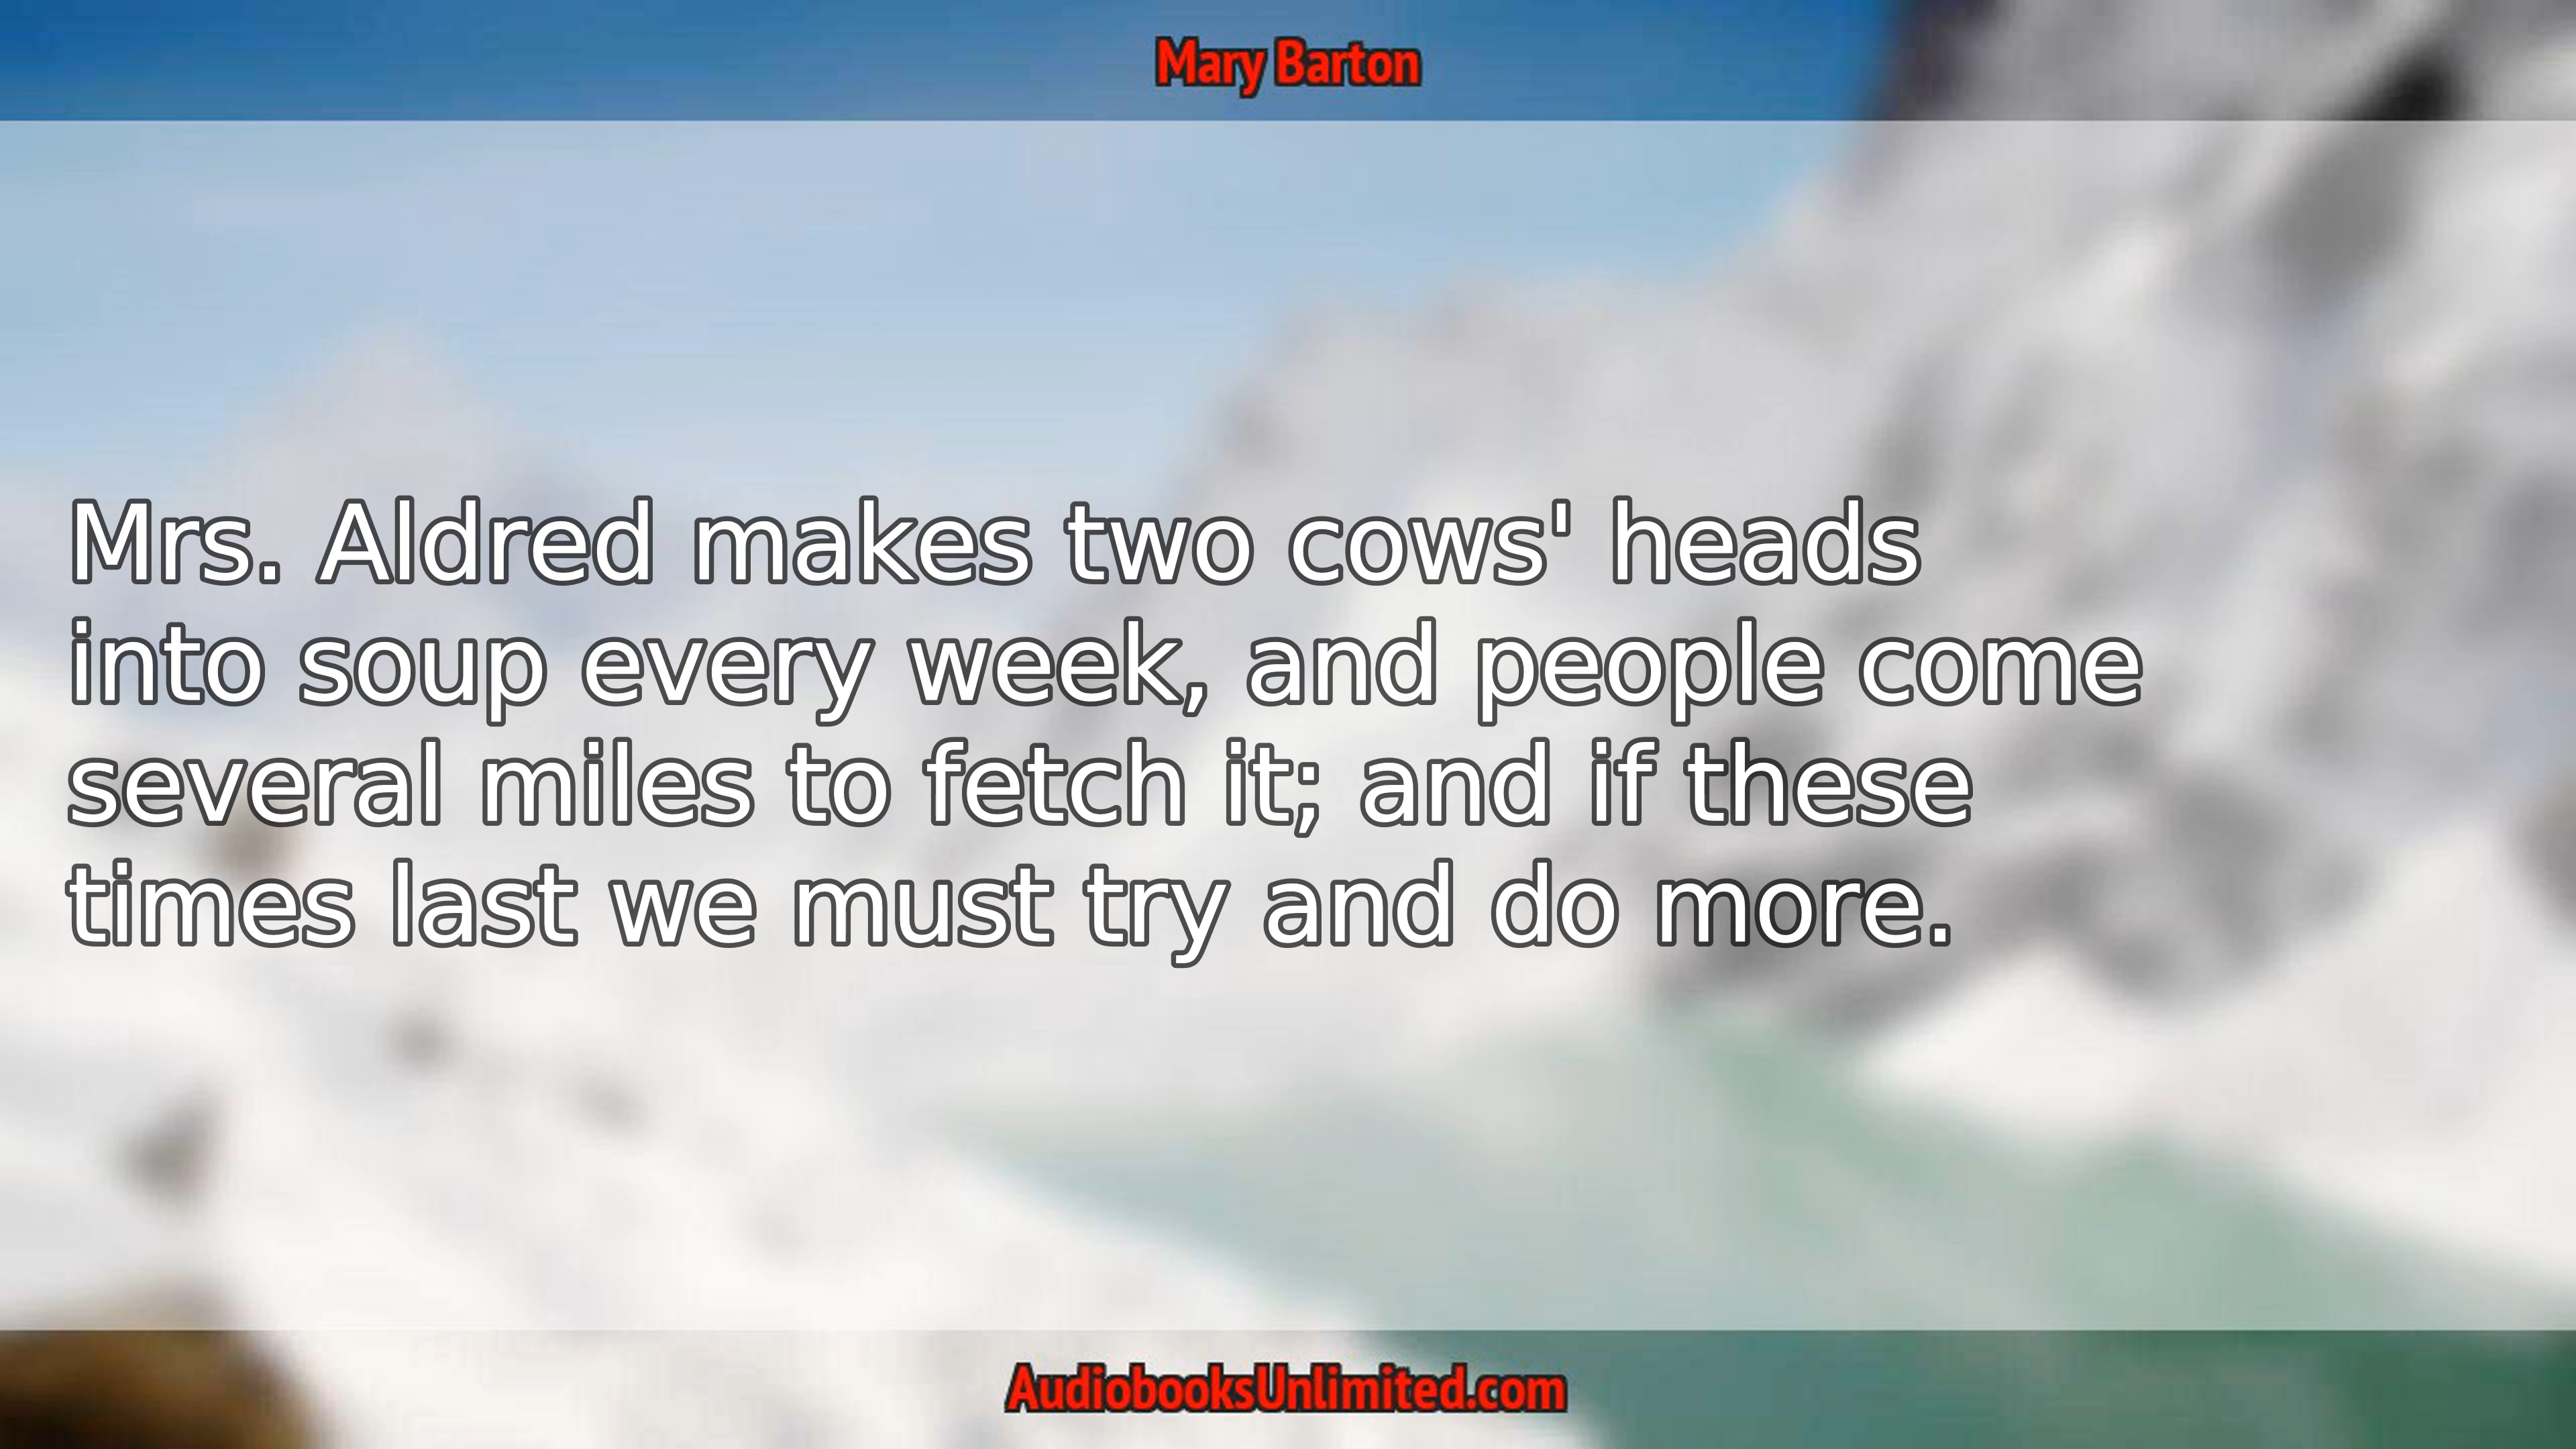 Mary Barton
Mrs. Aldred makes two cows' heads
into soup every week, and people come
several miles to fetch it; and if these
times last we must try and do more.
AudiobooksUnlimited.com